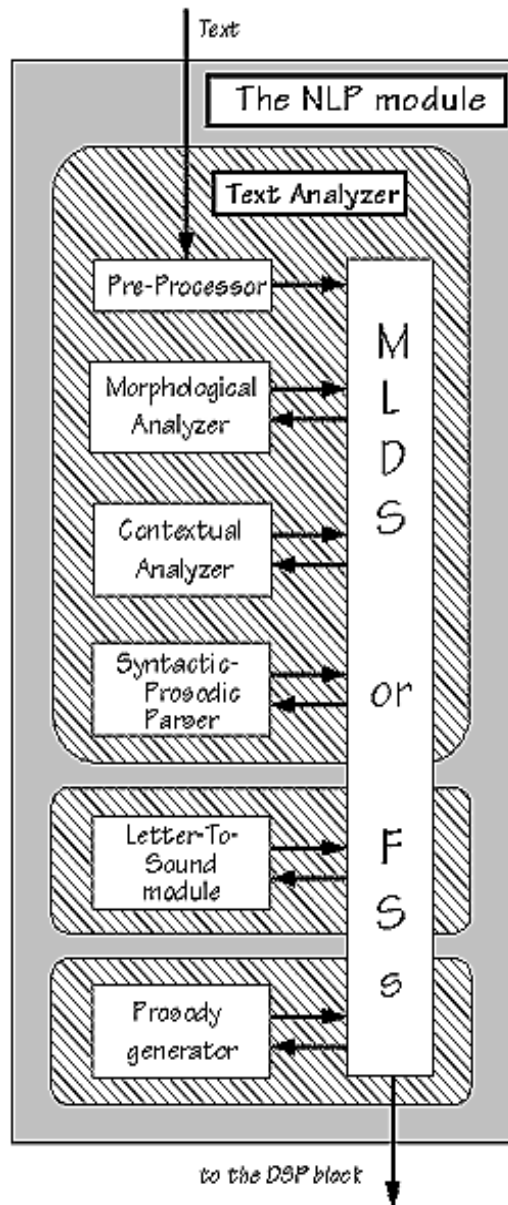 Text
The NLP module
Text Analyzer
Pre-Processor
Morphological
Analyzer
Contextual
Analyzer
Syntactic-
Prosodic
Parser
Letter-To-
Sound
module
Prosody
generator
M
L
D
S
or
F
S
s
to the DSP block